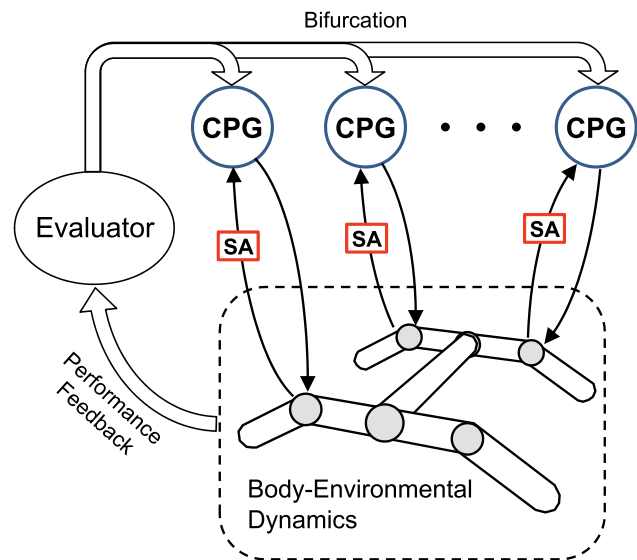 Bifurcation
CPG
CPG
CPG
Evaluator
SA
SA
SA
Performance
Feedback
Body-Environmental
Dynamics